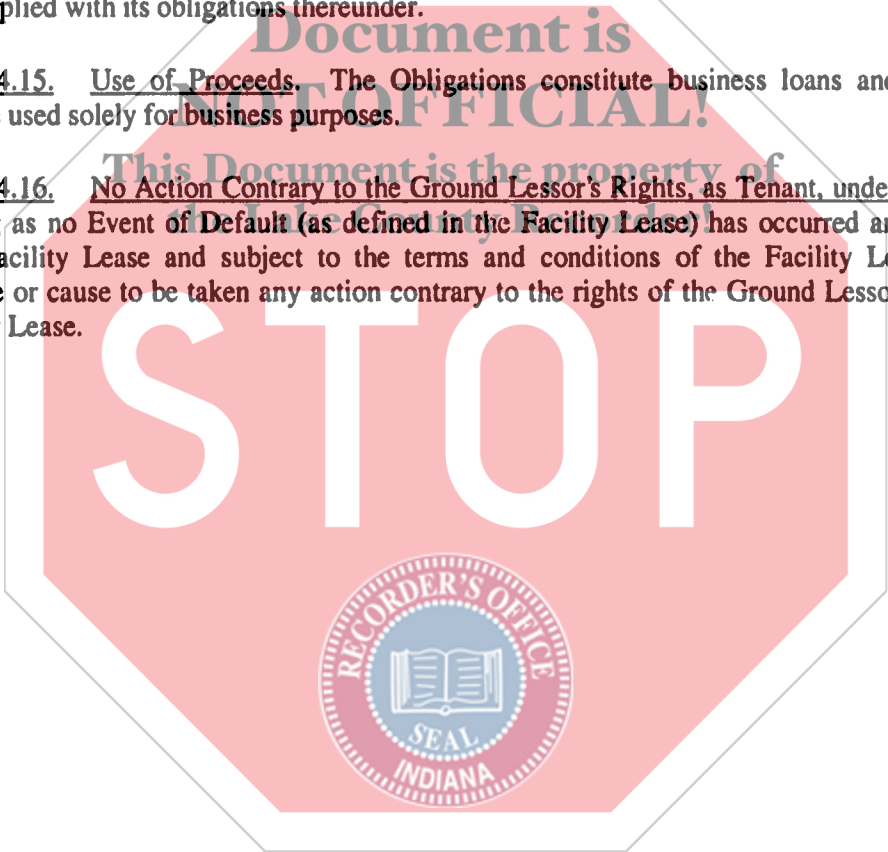 plied with its obligations thereunder.
Document is
4.15. Use of Proceeds. The Obligations constitute business loans and
used solely for business purposes.
NOT OFFICIAL!
This Document is the property of
4.16. No Action Contrary to the Ground Lessor's Rights, as Tenant, unde
the Lake County Recorder!
as no Event of Default (as defined in the Facility Lease) has occurred a
acility Lease and subject to the terms and conditions of the Facility L
e or cause to be taken any action contrary to the rights of the Ground Lesso
Lease.
STOP
RECORDER'S OFFICE
SEAL
INDIANA